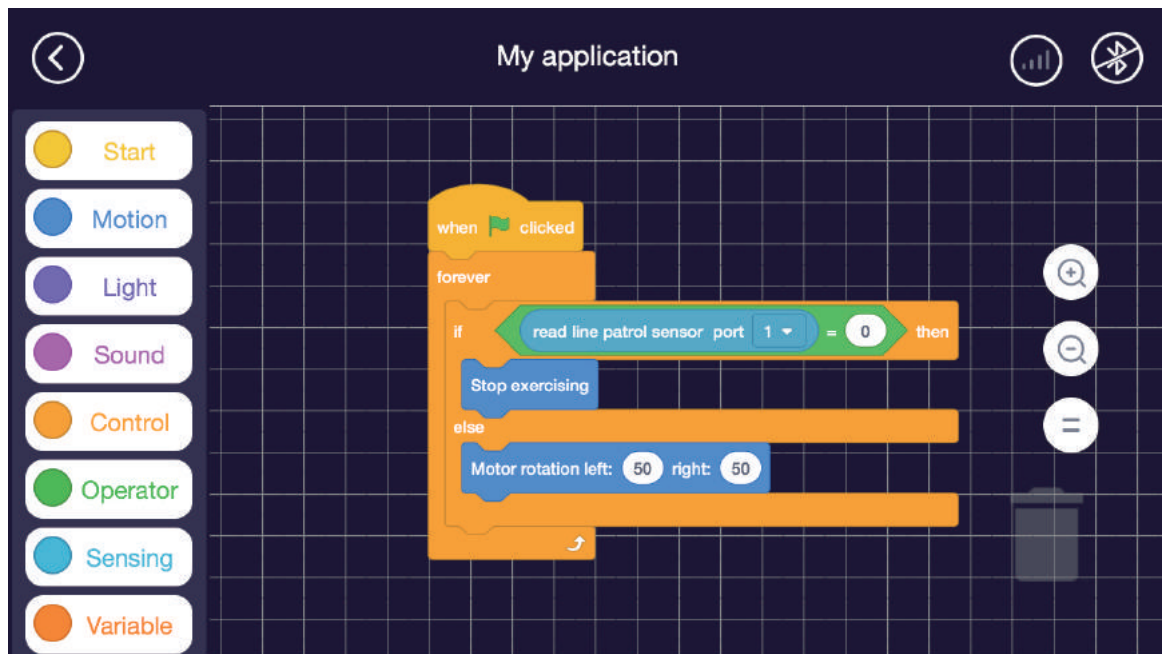 My application
Start
Motion
Light
Sound
Control
Operator
Sensing
Variable
when clicked
forever
if read line patrol sensor port 1 = 0 then
Stop exercising
else
Motor rotation left: 50 right: 50